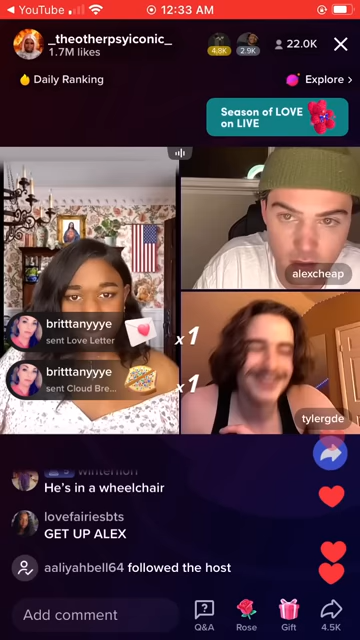 YouTube
12:33 AM
_theotherpsyiconic_
1.7M likes
4.8K
2.9K
22.0K
Daily Ranking
Explore
Season of LOVE
on LIVE
alexcheap
britttanyyye
sent Love Letter
x1
britttanyyye
sent Cloud Bre...
x1
tylergde
He's in a wheelchair
lovefairiesbts
GET UP ALEX
aaliyahbell64 followed the host
Add comment
Q&A
Rose
Gift
4.5K